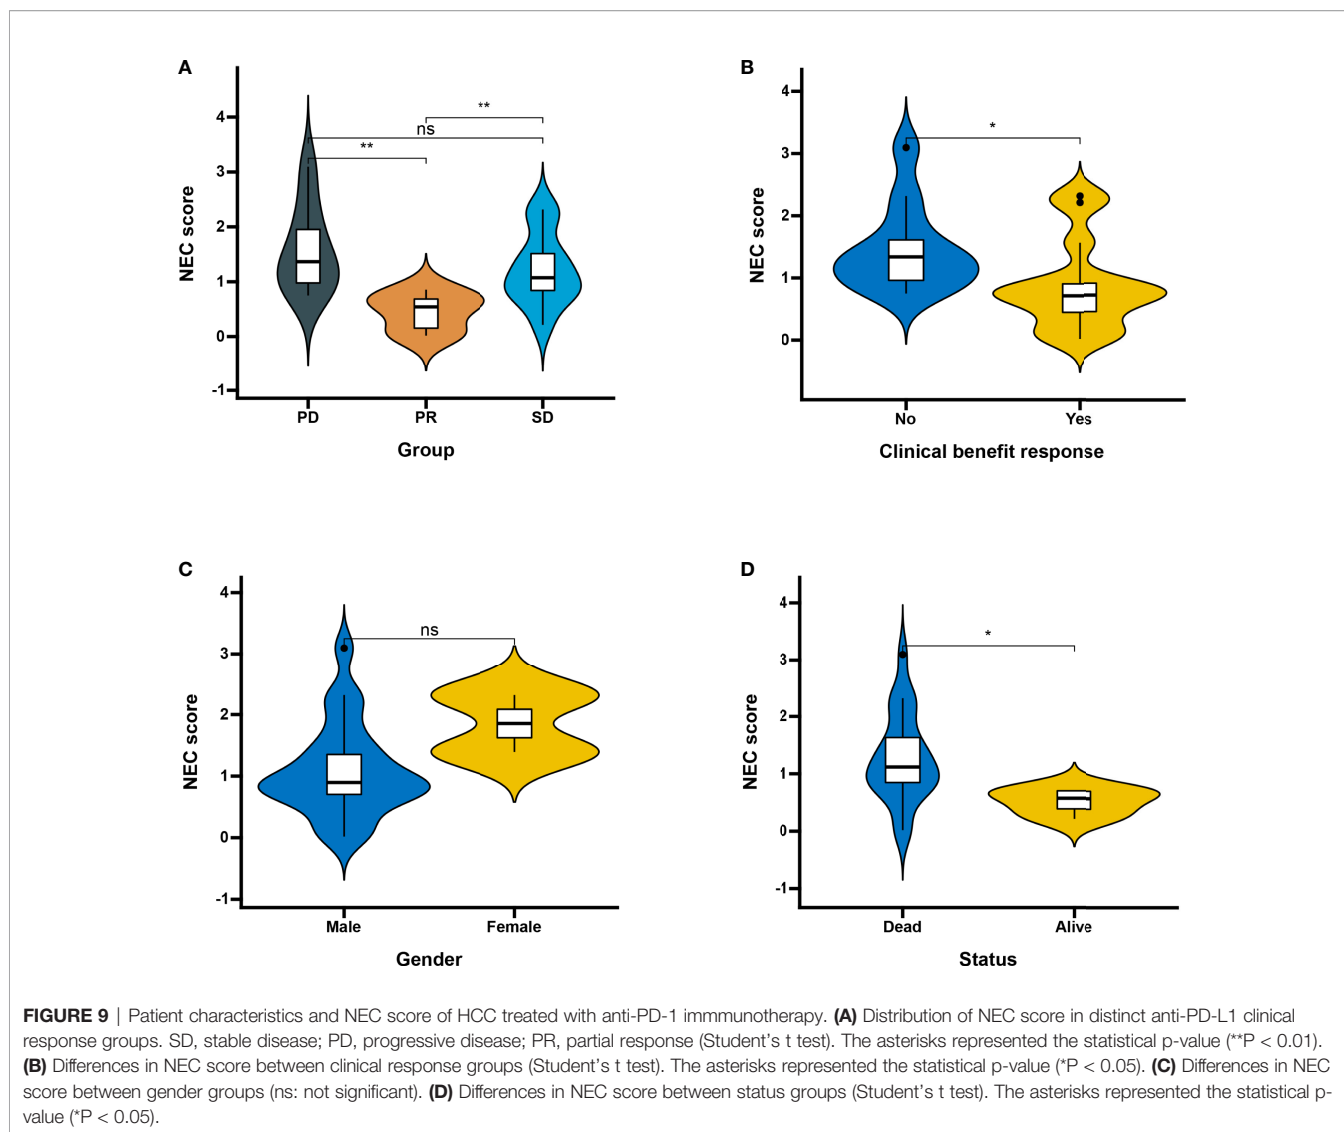 A
NEC score
4
3
2
1
0
-1
**
ns
**
PD
PR
SD
Group
B
NEC score
4
3
2
1
0
*
No
Yes
Clinical benefit response
C
NEC score
4
3
2
1
0
-1
ns
Male
Female
Gender
D
NEC score
4
3
2
1
0
-1
*
Dead
Alive
Status
FIGURE 9 | Patient characteristics and NEC score of HCC treated with anti-PD-1 immmunotherapy. (A) Distribution of NEC score in distinct anti-PD-L1 clinical
response groups. SD, stable disease; PD, progressive disease; PR, partial response (Student's t test). The asterisks represented the statistical p-value (**P < 0.01).
(B) Differences in NEC score between clinical response groups (Student's t test). The asterisks represented the statistical p-value (*P < 0.05). (C) Differences in NEC
score between gender groups (ns: not significant). (D) Differences in NEC score between status groups (Student's t test). The asterisks represented the statistical p-
value (*P < 0.05).